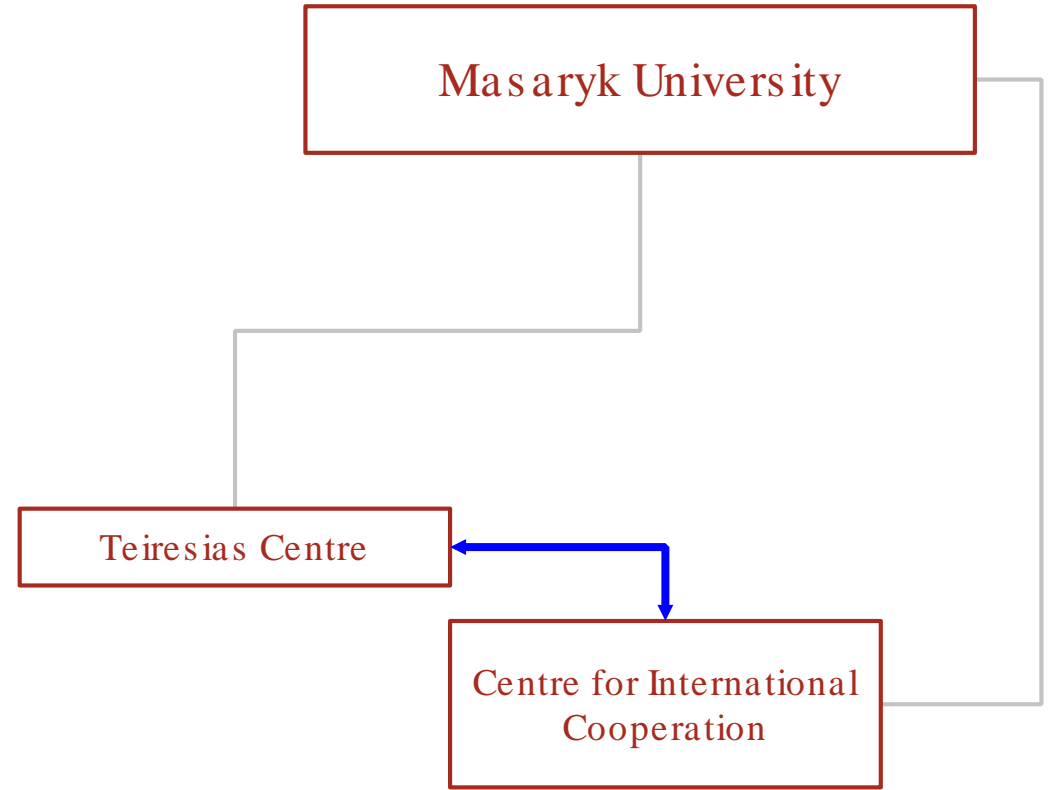 Masaryk University
Teiresias Centre
Centre for International
Cooperation